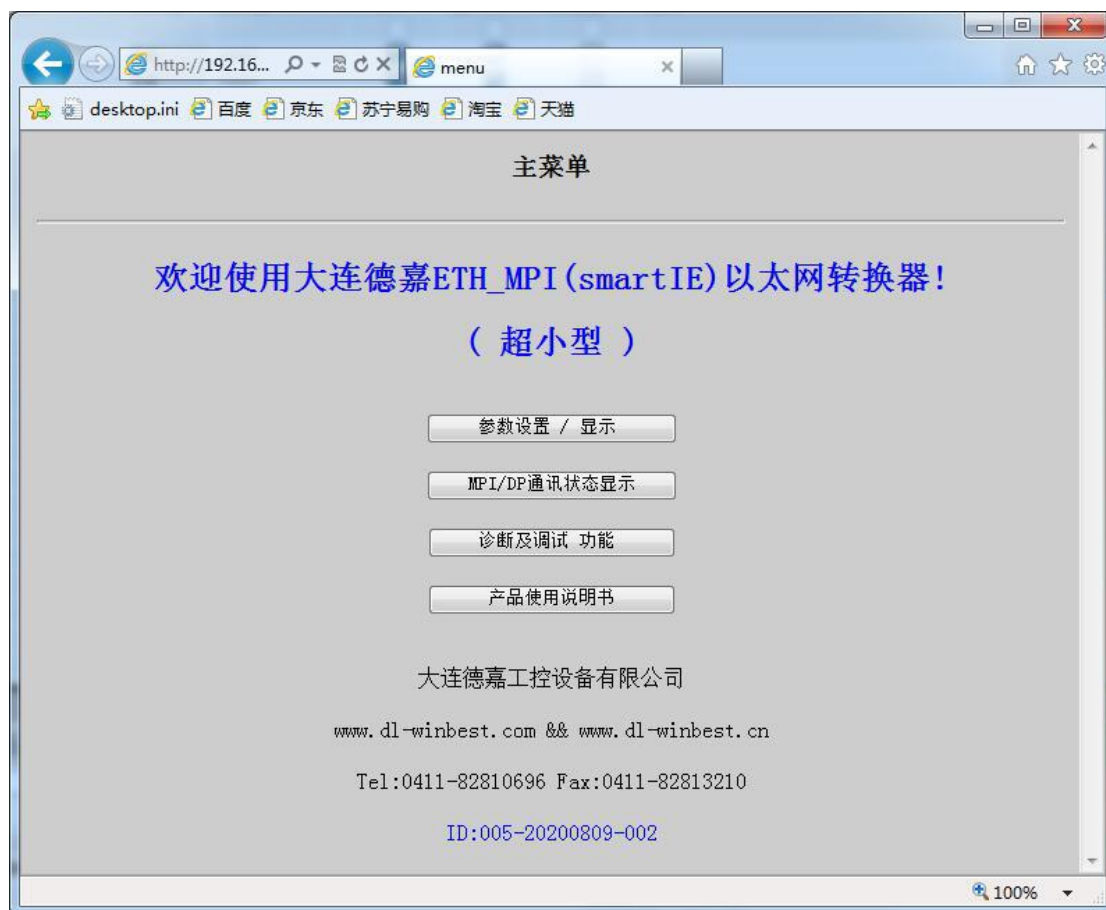 http://192.16... menu
desktop.ini 百度 京东 苏宁易购 淘宝 天猫
主菜单
欢迎使用大连德嘉ETH_MPI(smartIE)以太网转换器!
( 超小型 )
参数设置 / 显示
MPI/DP通讯状态显示
诊断及调试 功能
产品使用说明书
大连德嘉工控设备有限公司
www.dl-winbest.com && www.dl-winbest.cn
Tel:0411-82810696 Fax:0411-82813210
ID:005-20200809-002
100%